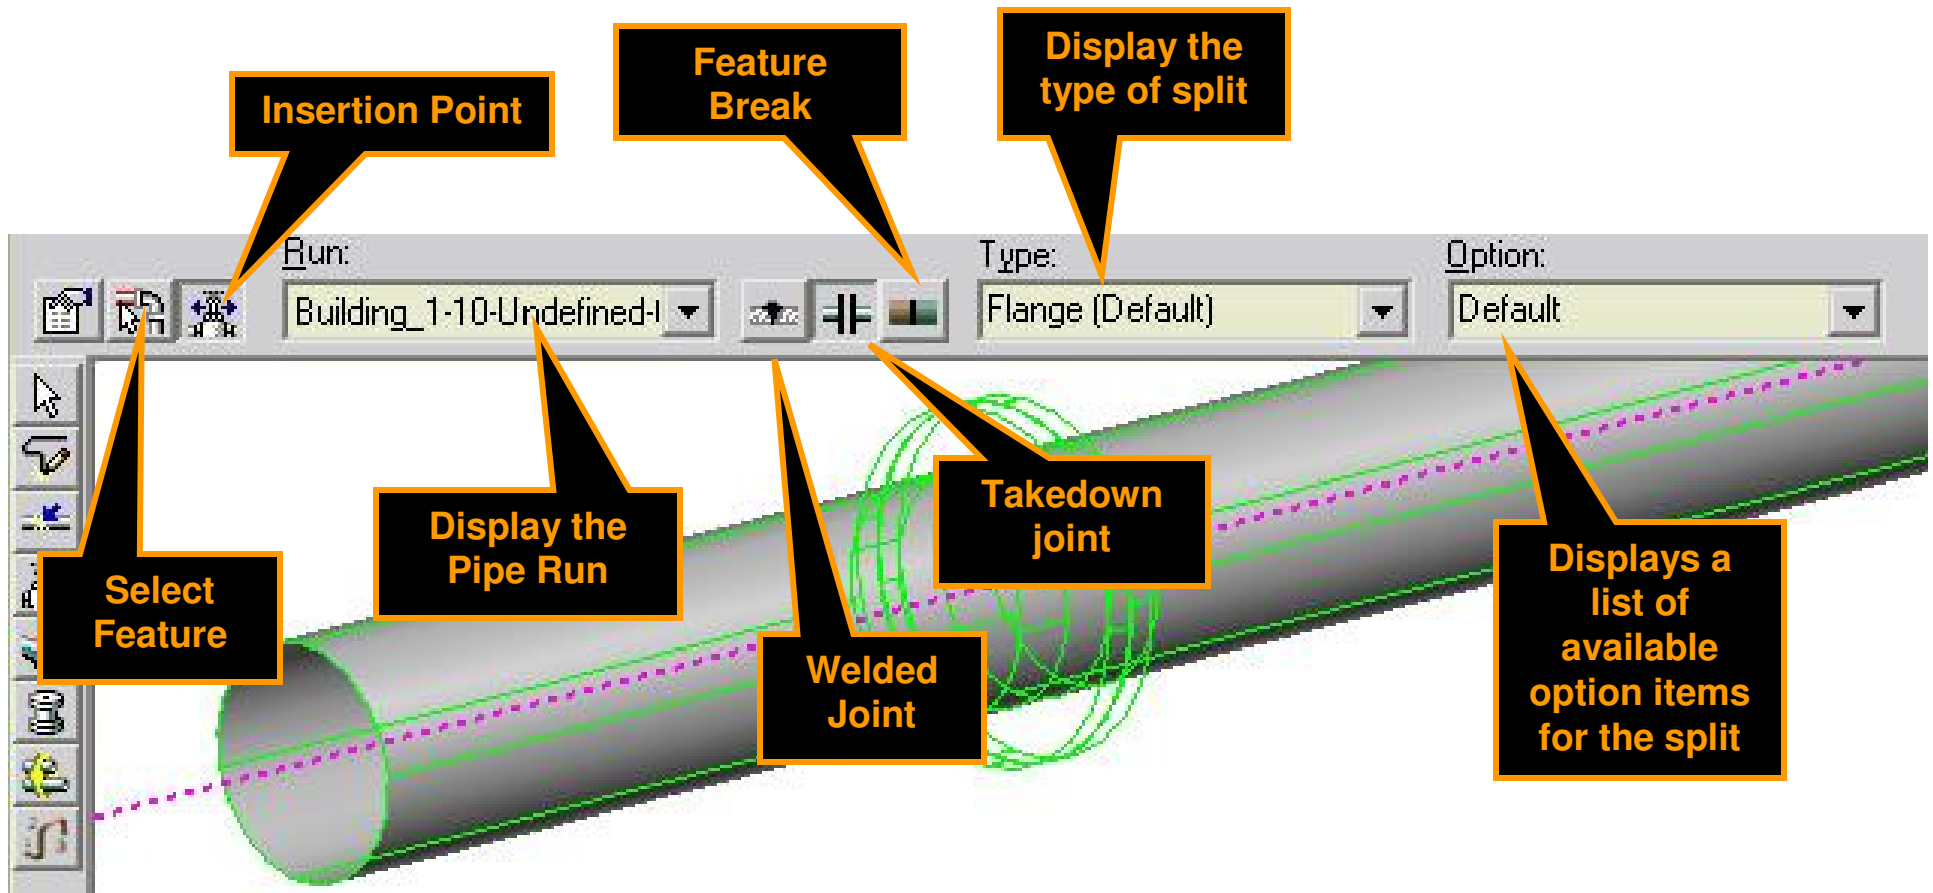 Insertion Point
Feature
Break
Display the
type of split
Run:
Type:
Option:
Building_1-10-Undefined-
Flange (Default)
Default
Select
Feature
Display the
Pipe Run
Welded
Joint
Takedown
joint
Displays a
list of
available
option items
for the split